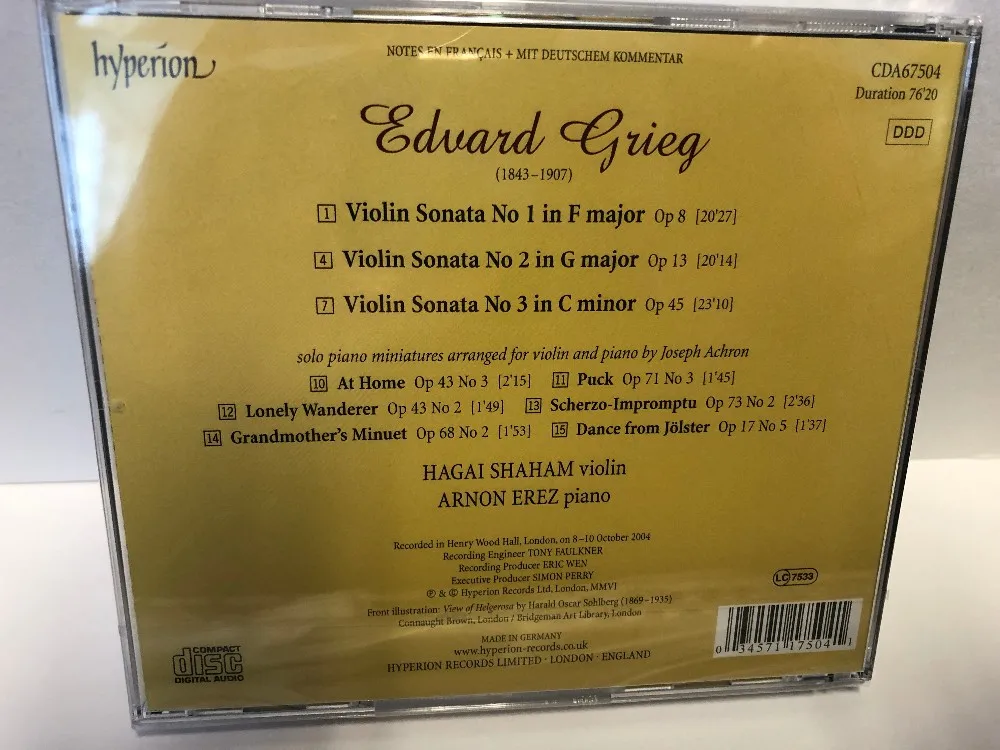 hyperion
NOTES EN FRANÇAIS + MIT DEUTSCHEM KOMMENTAR
CDA67504
Duration 76'20
DDD
Edvard Grieg
(1843–1907)
1 Violin Sonata No 1 in F major Op 8 [20'27]
4 Violin Sonata No 2 in G major Op 13 [20'14]
7 Violin Sonata No 3 in C minor Op 45 [23'10]
solo piano miniatures arranged for violin and piano by Joseph Achron
10 At Home Op 43 No 3 [2'15] 11 Puck Op 71 No 3 [1'45]
12 Lonely Wanderer Op 43 No 2 [1'49] 13 Scherzo-Impromptu Op 73 No 2 [2'36]
14 Grandmother's Minuet Op 68 No 2 [1'53] 15 Dance from Jölster Op 17 No 5 [1'37]
HAGAI SHAHAM violin
ARNON EREZ piano
Recorded in Henry Wood Hall, London, on 8–10 October 2004
Recording Engineer TONY FAULKNER
Recording Producer ERIC WEN
Executive Producer SIMON PERRY
℗ & © Hyperion Records Ltd, London, MMVI
Front illustration: View of Helgerosa by Harald Oscar Sohlberg (1869–1935)
Connaught Brown, London / Bridgeman Art Library, London
MADE IN GERMANY
www.hyperion-records.co.uk
HYPERION RECORDS LIMITED · LONDON · ENGLAND
COMPACT
disc
DIGITAL AUDIO
LC 7533
0 34571 17504 1